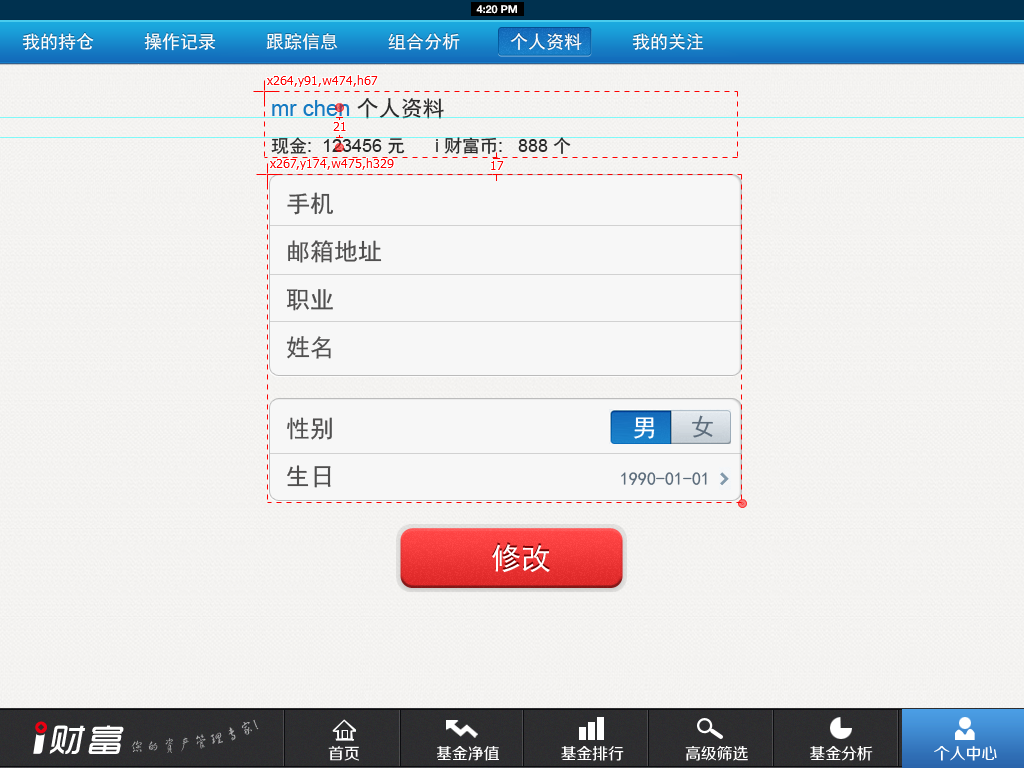 4:20 PM
我的持仓 操作记录 跟踪信息 组合分析 个人资料 我的关注
x264,y91,w474,h67
mr chen 个人资料
21
现金: 123456 元 i 财富币: 888 个
x267,y174,w475,h329
17
手机
邮箱地址
职业
姓名
性别 男 女
生日 1990-01-01
修改
i财富 你的资产管理专家!
首页 基金净值 基金排行 高级筛选 基金分析 个人中心